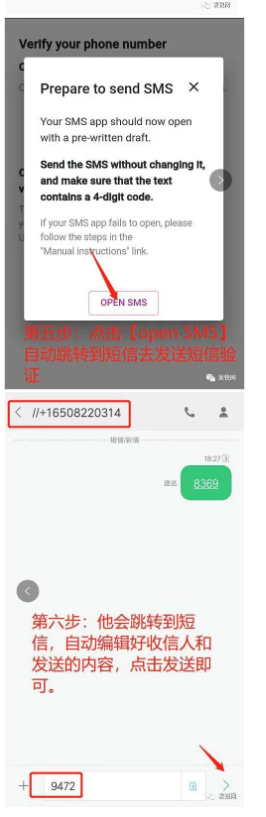 发货网
Verify your phone number
Prepare to send SMS ×
Your SMS app should now open
with a pre-written draft.
Send the SMS without changing it,
and make sure that the text
contains a 4-digit code.
If your SMS app fails to open, please
follow the steps in the
"Manual instructions" link.
OPEN SMS
第五步：点击【open SMS】
自动跳转到短信去发送短信验
证
//+16508220314
短信/彩信
18:27
送达 8369
第六步：他会跳转到短
信，自动编辑好收信人和
发送的内容，点击发送即
可。
9472